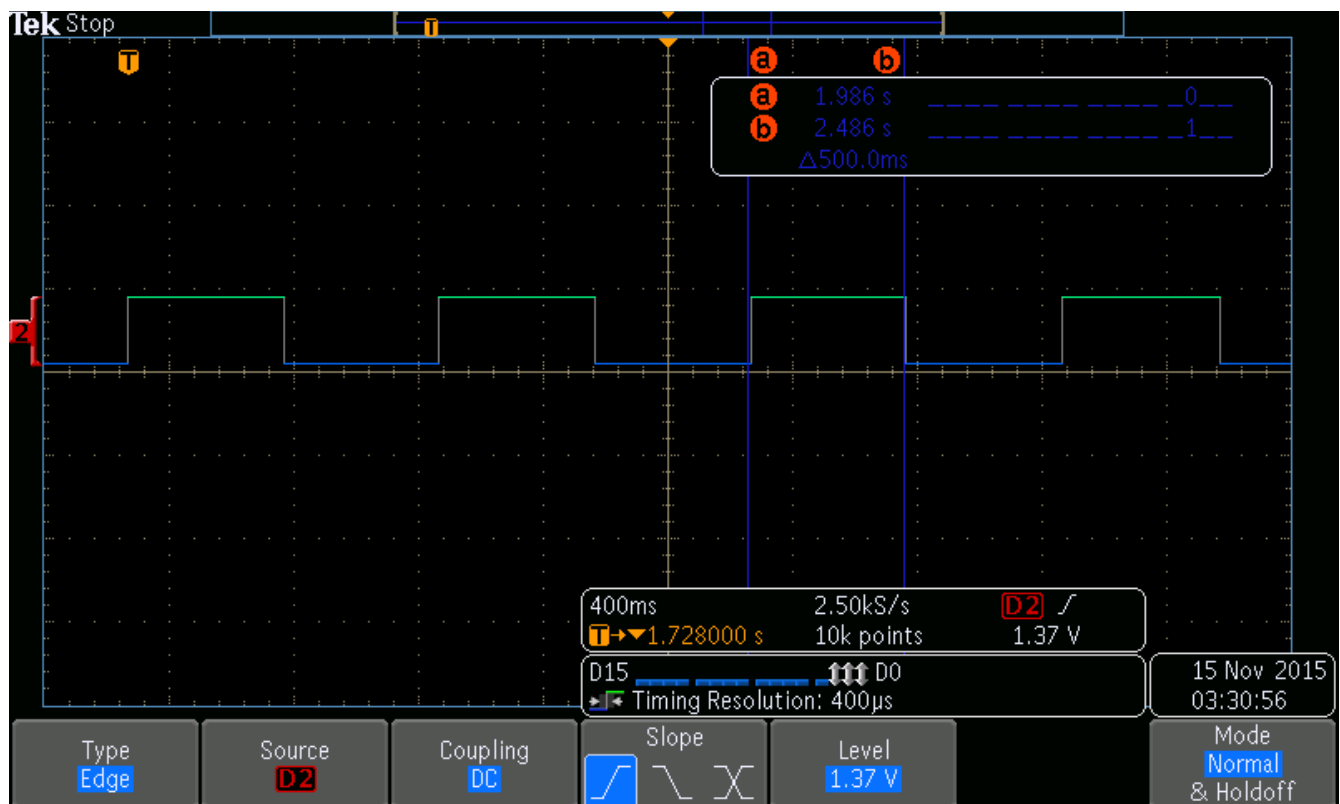 Tek Stop
T
T
a b
a 1.986 s ____ ____ ____ _0__
b 2.486 s ____ ____ ____ _1__
△500.0ms
2
400ms 2.50kS/s D2
T→▼1.728000 s 10k points 1.37 V
D15 D0
Timing Resolution: 400µs
15 Nov 2015
03:30:56
Type
Edge
Source
D2
Coupling
DC
Slope
Level
1.37 V
Mode
Normal
& Holdoff